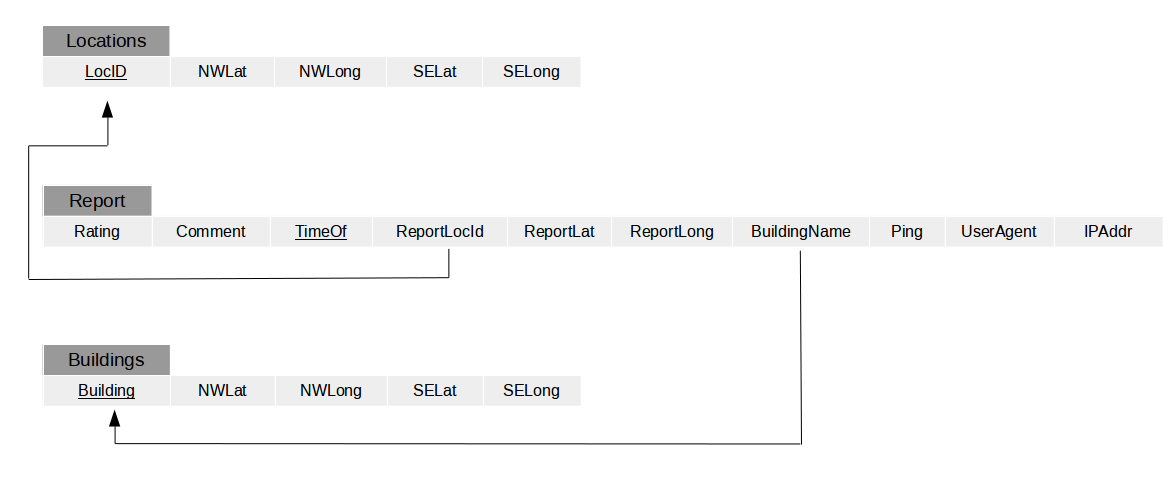 Locations
LocID NWLat NWLong SELat SELong
Report
Rating Comment TimeOf ReportLocId ReportLat ReportLong BuildingName Ping UserAgent IPAddr
Buildings
Building NWLat NWLong SELat SELong